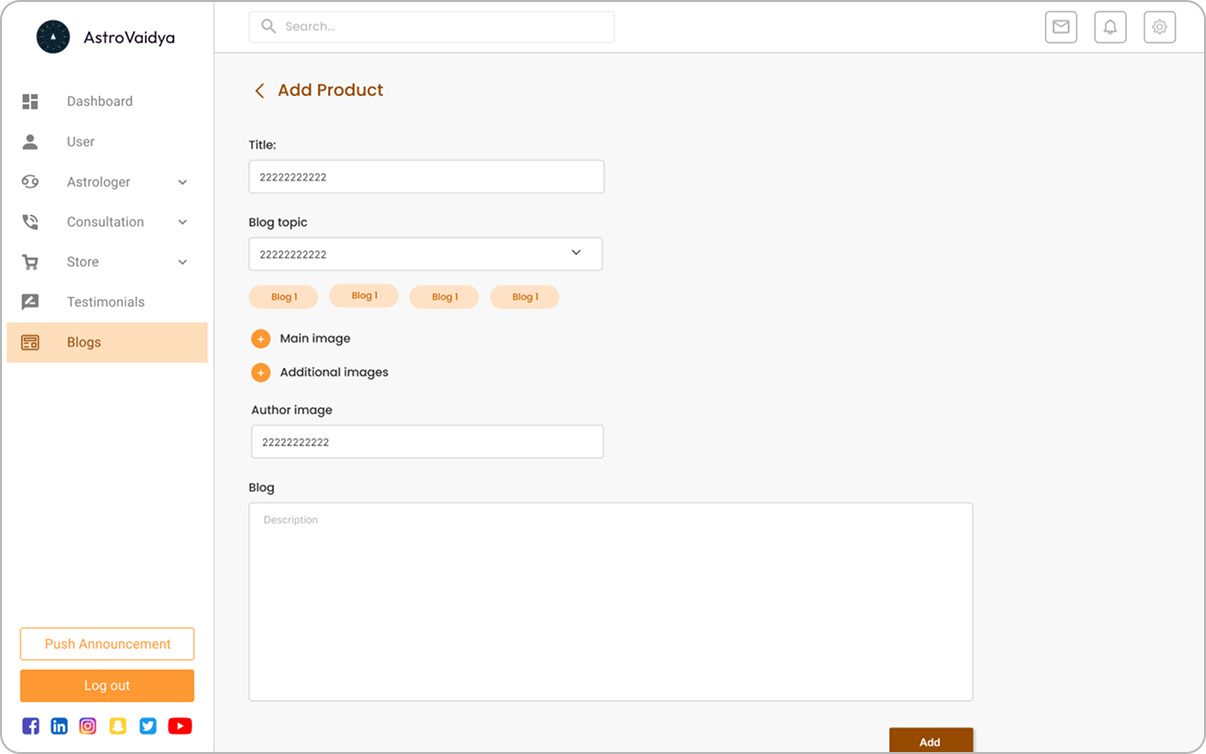 AstroVaidya
Search...
Dashboard
User
Astrologer
Consultation
Store
Testimonials
Blogs
Push Announcement
Log out
Add Product
Title:
22222222222
Blog topic
22222222222
Blog 1 Blog 1 Blog 1 Blog 1
Main image
Additional images
Author image
22222222222
Blog
Description
Add